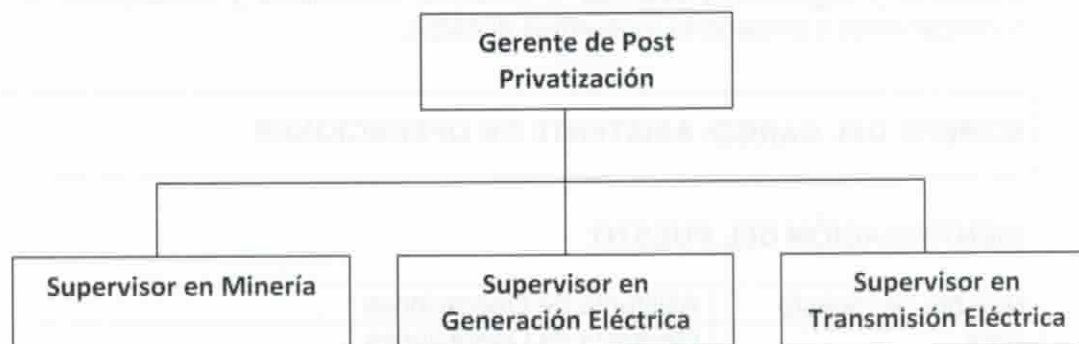 Gerente de Post
Privatización
Supervisor en Minería
Supervisor en
Generación Eléctrica
Supervisor en
Transmisión Eléctrica